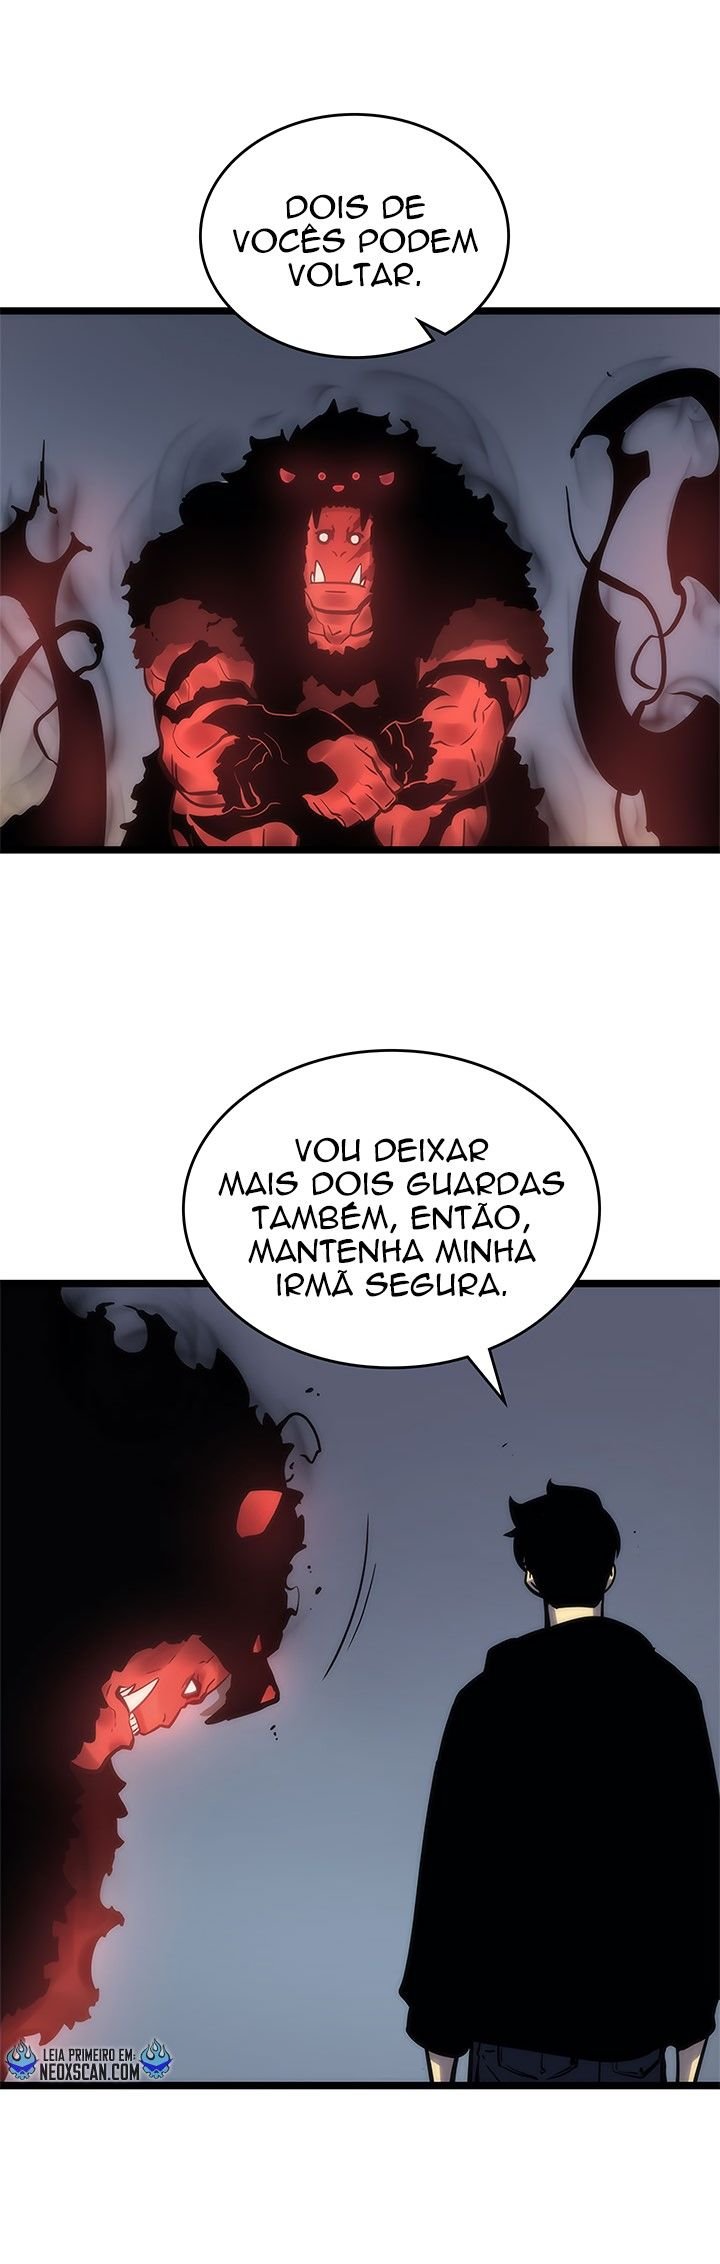 DOIS DE
VOCÊS PODEM
VOLTAR.
VOU DEIXAR
MAIS DOIS GUARDAS
TAMBÉM, ENTÃO,
MANTENHA MINHA
IRMÃ SEGURA.
LEIA PRIMEIRO EM:
NEOXSCAN.COM